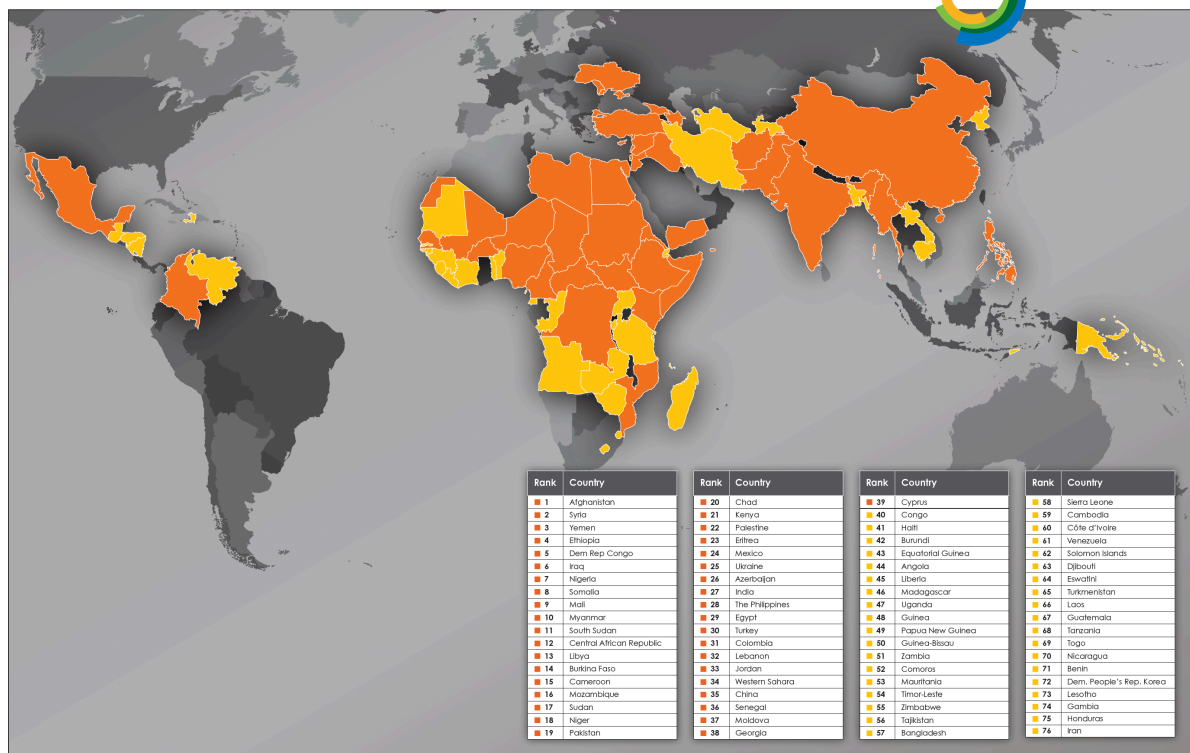 Rank Country
1 Afghanistan
2 Syria
3 Yemen
4 Ethiopia
5 Dem Rep Congo
6 Iraq
7 Nigeria
8 Somalia
9 Mali
10 Myanmar
11 South Sudan
12 Central African Republic
13 Libya
14 Burkina Faso
15 Cameroon
16 Mozambique
17 Sudan
18 Niger
19 Pakistan
Rank Country
20 Chad
21 Kenya
22 Palestine
23 Eritrea
24 Mexico
25 Ukraine
26 Azerbaijan
27 India
28 The Philippines
29 Egypt
30 Turkey
31 Colombia
32 Lebanon
33 Jordan
34 Western Sahara
35 China
36 Senegal
37 Moldova
38 Georgia
Rank Country
39 Cyprus
40 Congo
41 Haiti
42 Burundi
43 Equatorial Guinea
44 Angola
45 Liberia
46 Madagascar
47 Uganda
48 Guinea
49 Papua New Guinea
50 Guinea-Bissau
51 Zambia
52 Comoros
53 Mauritania
54 Timor-Leste
55 Zimbabwe
56 Tajikistan
57 Bangladesh
Rank Country
58 Sierra Leone
59 Cambodia
60 Côte d'Ivoire
61 Venezuela
62 Solomon Islands
63 Djibouti
64 Eswatini
65 Turkmenistan
66 Laos
67 Guatemala
68 Tanzania
69 Togo
70 Nicaragua
71 Benin
72 Dem. People's Rep. Korea
73 Lesotho
74 Gambia
75 Honduras
76 Iran